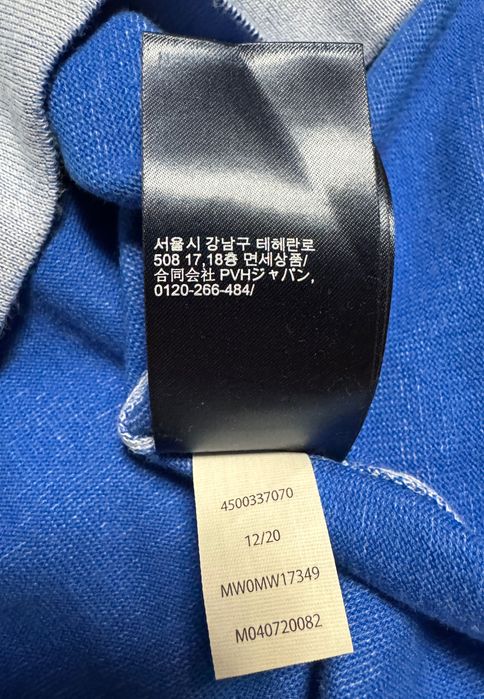 서울시 강남구 테헤란로
508 17,18층 면세상품/
合同会社 PVHジャパン,
0120-266-484/
4500337070
12/20
MW0MW17349
M040720082